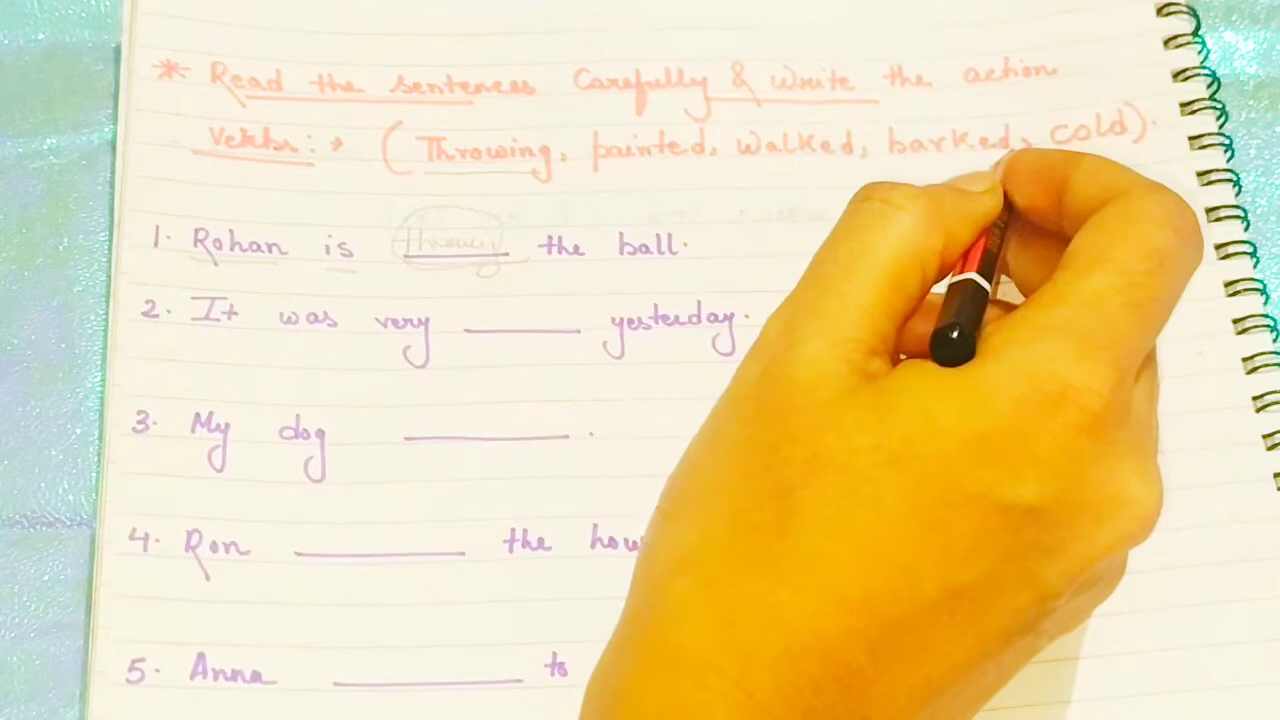 * Read the sentences Carefully & write the action
verbs:→ (Throwing, painted, walked, barked, cold).
1. Rohan is throwing the ball.
2. It was very ______ yesterday.
3. My dog ______ .
4. Ron ______ the
5. Anna ______ to